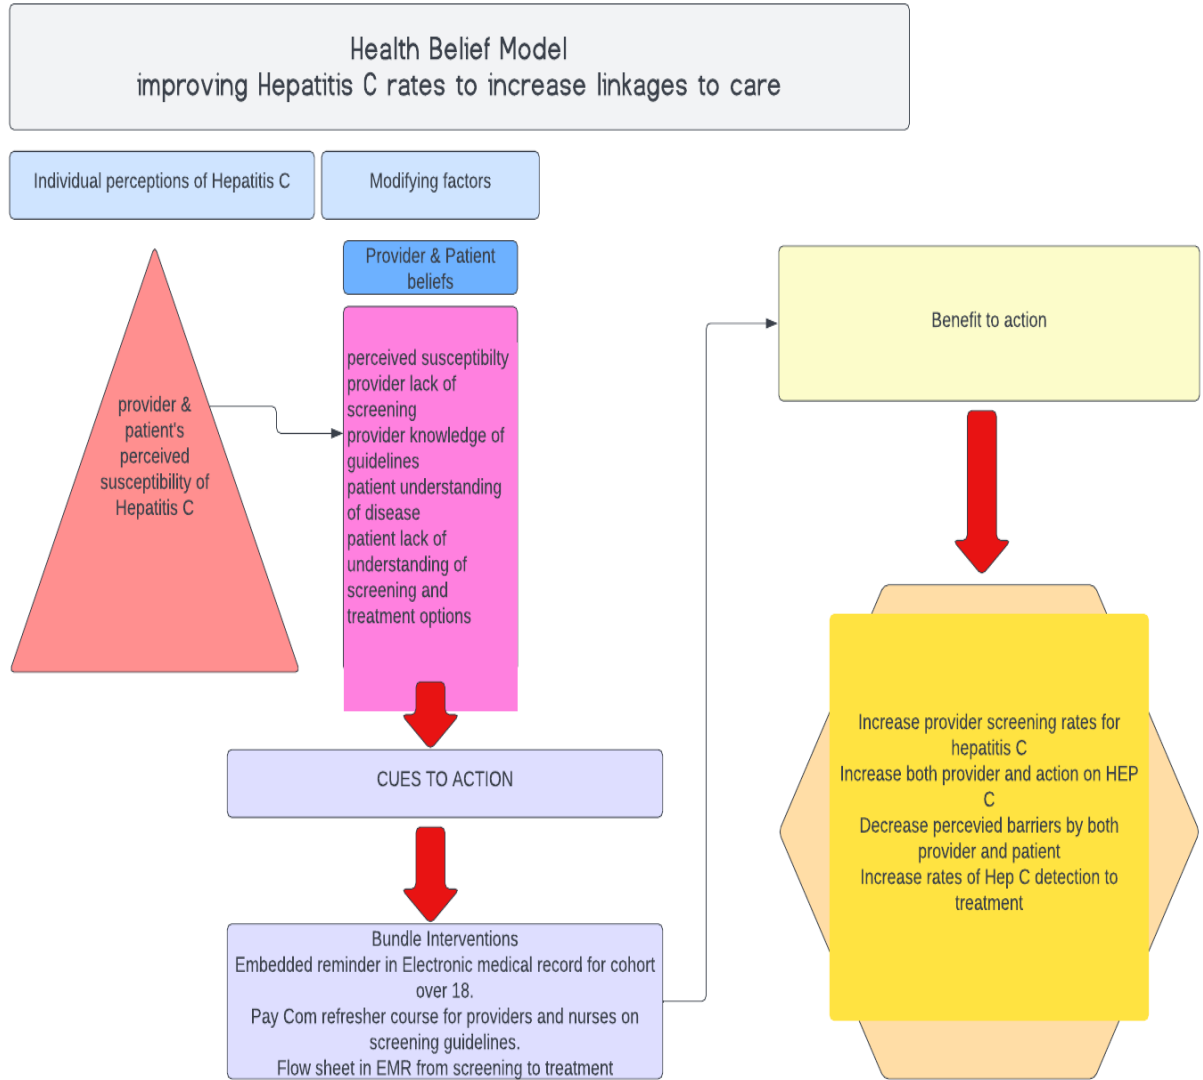 Health Belief Model
improving Hepatitis C rates to increase linkages to care
Individual perceptions of Hepatitis C
Modifying factors
Provider & Patient
beliefs
provider &
patient's
perceived
susceptibility of
Hepatitis C
perceived susceptibilty
provider lack of
screening
provider knowledge of
guidelines
patient understanding
of disease
patient lack of
understanding of
screening and
treatment options
CUES TO ACTION
Bundle Interventions
Embedded reminder in Electronic medical record for cohort
over 18.
Pay Com refresher course for providers and nurses on
screening guidelines.
Flow sheet in EMR from screening to treatment
Benefit to action
Increase provider screening rates for
hepatitis C
Increase both provider and action on HEP
C
Decrease percevied barriers by both
provider and patient
Increase rates of Hep C detection to
treatment